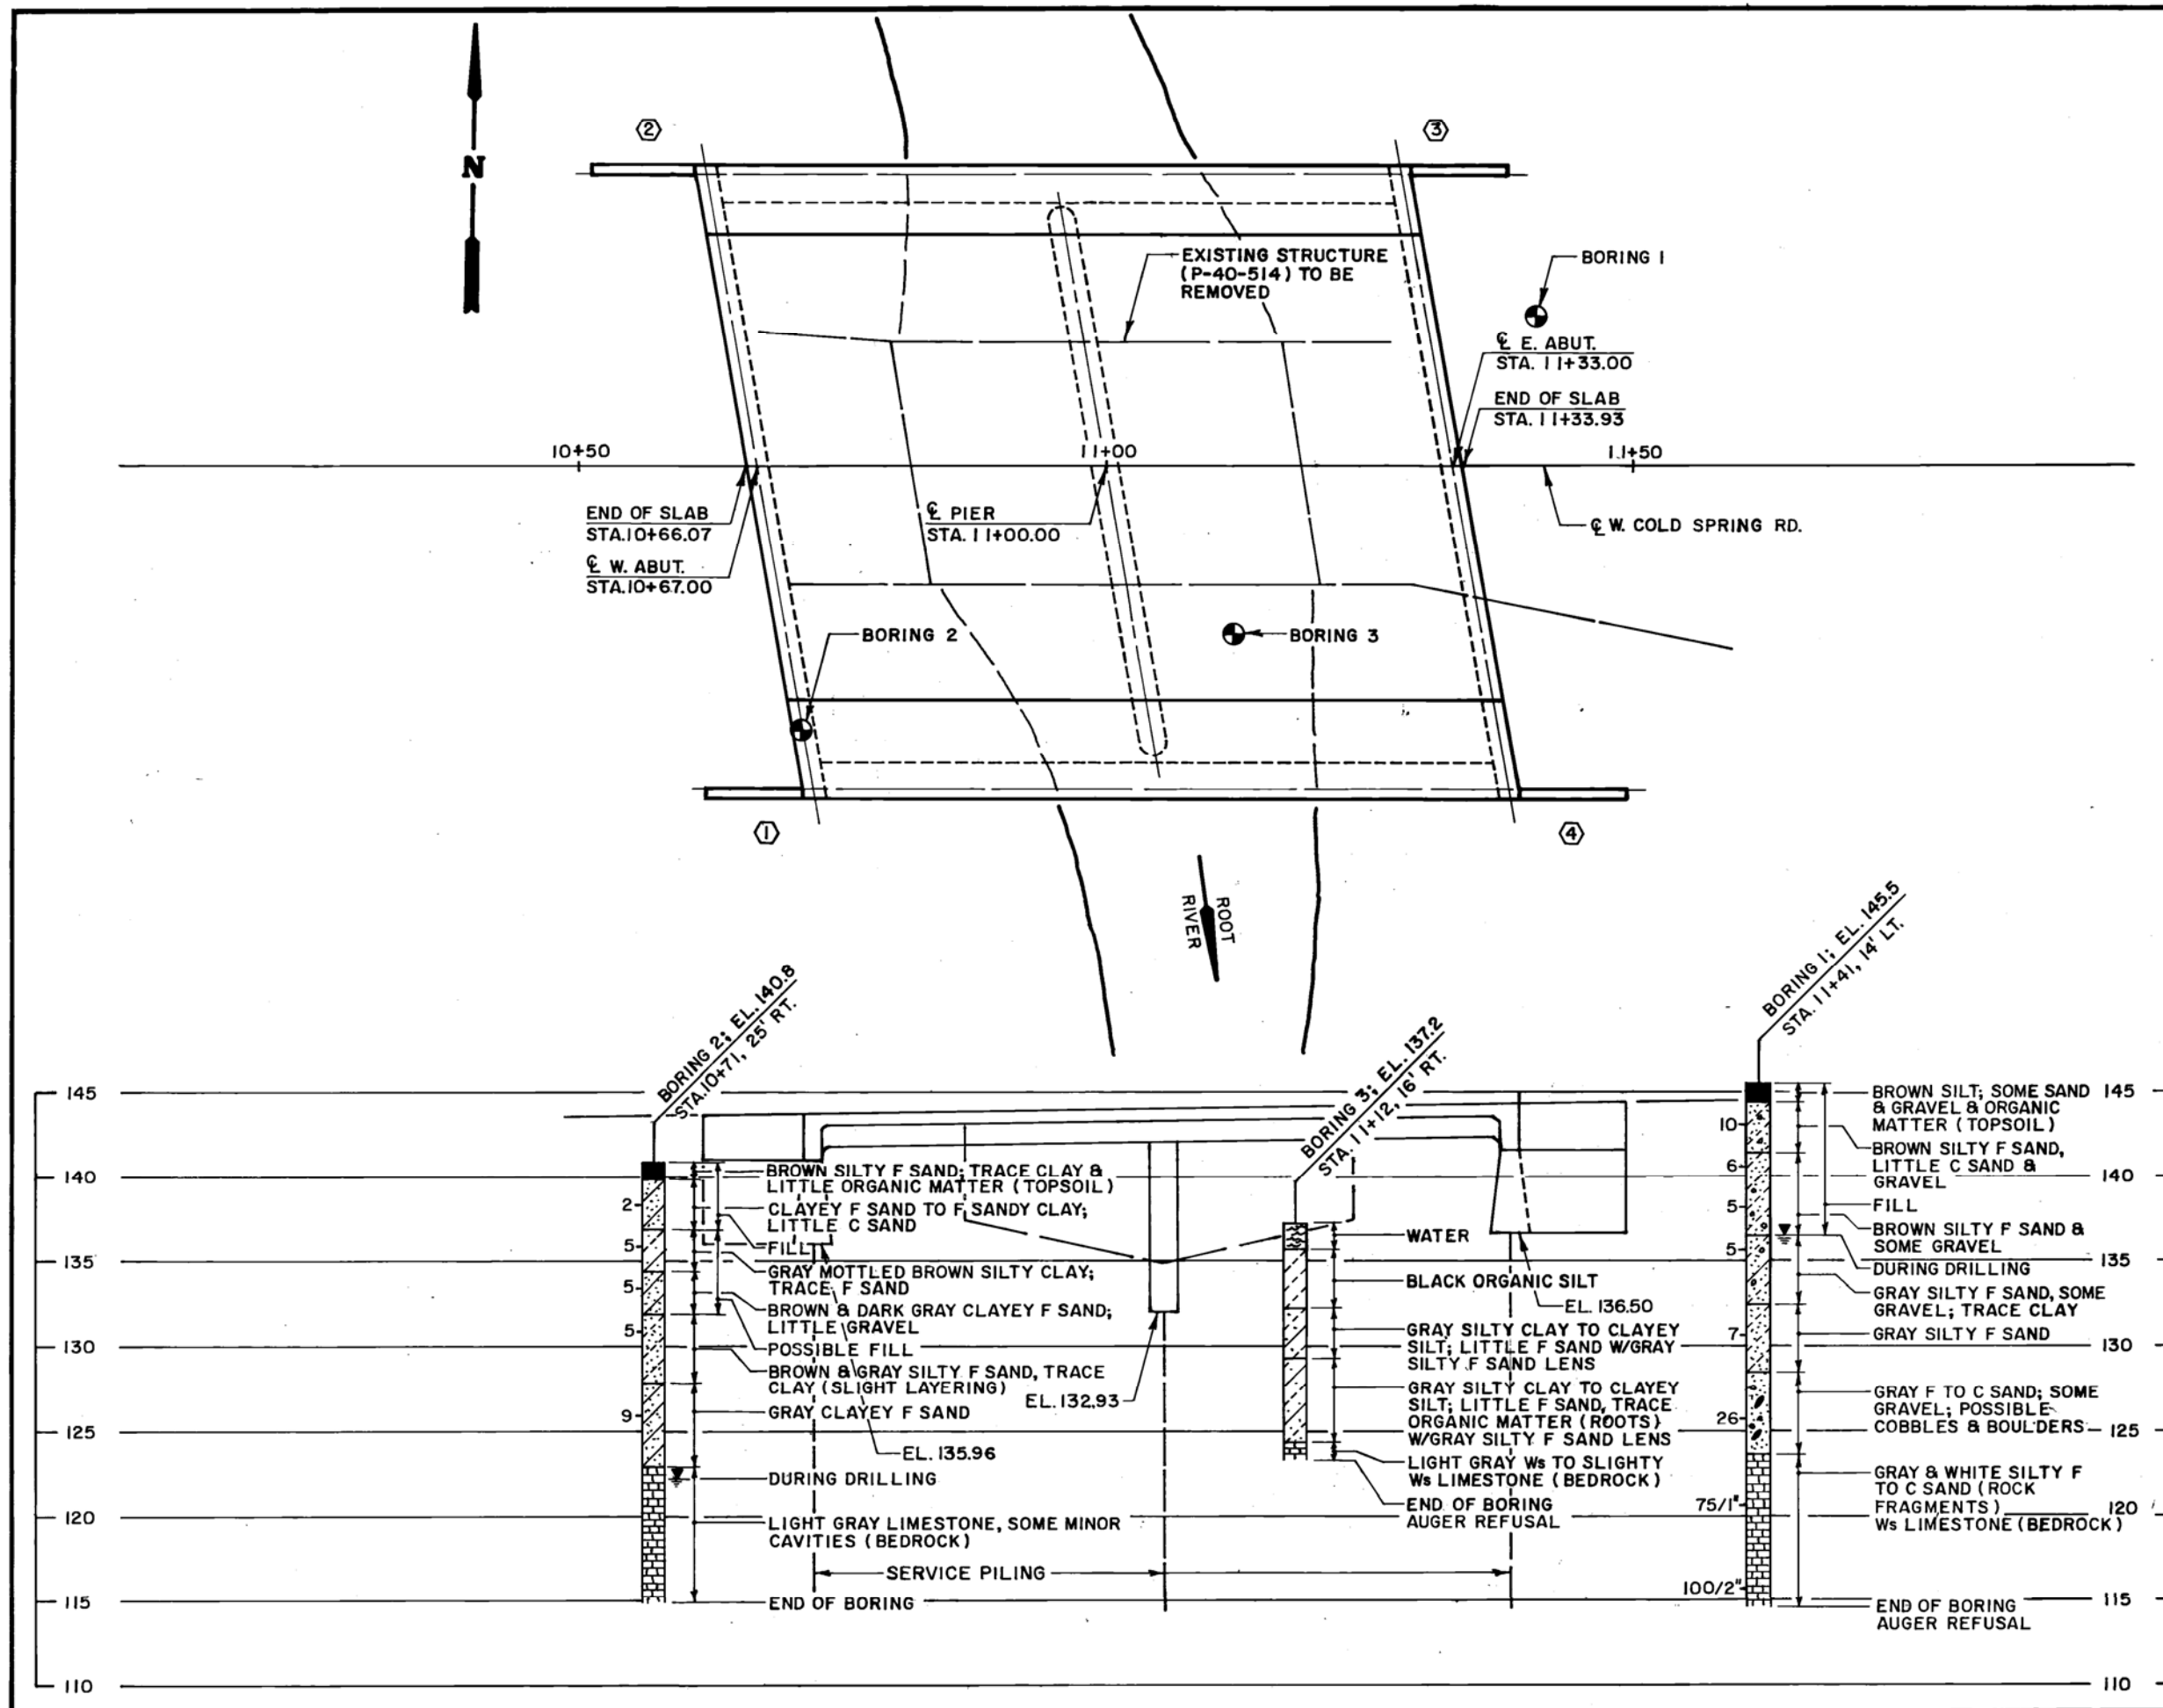 2
3
N
EXISTING STRUCTURE
(P-40-514) TO BE
REMOVED
BORING 1
℄ E. ABUT.
STA. 11+33.00
END OF SLAB
STA. 11+33.93
10+50
11+00
11+50
END OF SLAB
STA.10+66.07
℄ W. ABUT.
STA.10+67.00
℄ PIER
STA. 11+00.00
℄ W. COLD SPRING RD.
BORING 2
BORING 3
1
4
ROOT
RIVER
BORING 2; EL. 140.8
STA.10+71, 25' RT.
BORING 3; EL. 137.2
STA. 11+12, 16' RT.
BORING 1; EL. 145.5
STA. 11+41, 14' LT.
145
140
135
130
125
120
115
110
2
5
5
5
9
BROWN SILTY F SAND; TRACE CLAY &
LITTLE ORGANIC MATTER (TOPSOIL)
CLAYEY F SAND TO F SANDY CLAY;
LITTLE C SAND
FILL
GRAY MOTTLED BROWN SILTY CLAY;
TRACE F SAND
BROWN & DARK GRAY CLAYEY F SAND;
LITTLE GRAVEL
POSSIBLE FILL
BROWN & GRAY SILTY F SAND, TRACE
CLAY (SLIGHT LAYERING)
GRAY CLAYEY F SAND
EL. 135.96
DURING DRILLING
LIGHT GRAY LIMESTONE, SOME MINOR
CAVITIES (BEDROCK)
SERVICE PILING
END OF BORING
EL. 132.93
WATER
BLACK ORGANIC SILT
EL. 136.50
GRAY SILTY CLAY TO CLAYEY
SILT; LITTLE F SAND W/GRAY
SILTY F SAND LENS
GRAY SILTY CLAY TO CLAYEY
SILT; LITTLE F SAND, TRACE
ORGANIC MATTER (ROOTS)
W/GRAY SILTY F SAND LENS
LIGHT GRAY Ws TO SLIGHTY
Ws LIMESTONE (BEDROCK)
END OF BORING
AUGER REFUSAL
10
6
5
5
7
26
75/1"
100/2"
BROWN SILT; SOME SAND
& GRAVEL & ORGANIC
MATTER (TOPSOIL)
BROWN SILTY F SAND,
LITTLE C SAND &
GRAVEL
FILL
BROWN SILTY F SAND &
SOME GRAVEL
DURING DRILLING
GRAY SILTY F SAND, SOME
GRAVEL; TRACE CLAY
GRAY SILTY F SAND
GRAY F TO C SAND; SOME
GRAVEL; POSSIBLE
COBBLES & BOULDERS
GRAY & WHITE SILTY F
TO C SAND (ROCK
FRAGMENTS)
Ws LIMESTONE (BEDROCK)
END OF BORING
AUGER REFUSAL
145
140
135
130
125
120
115
110